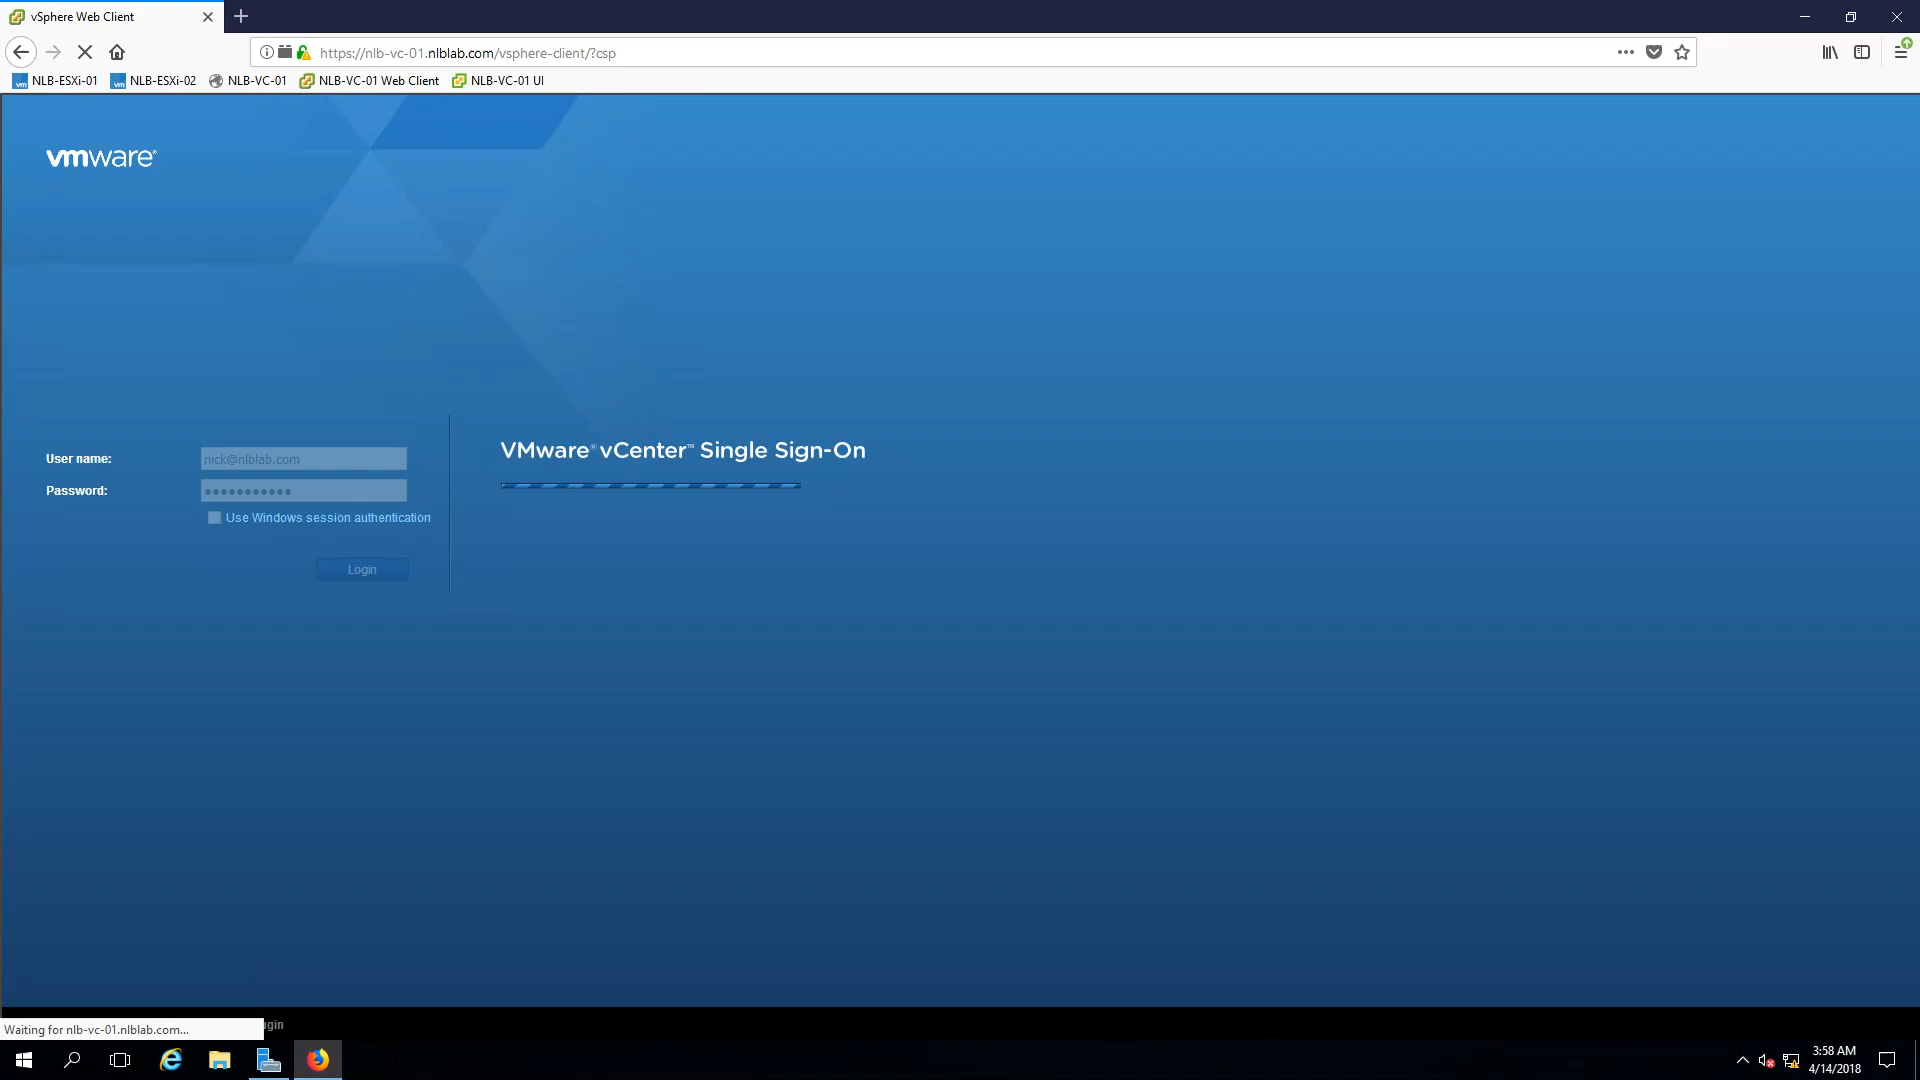 vSphere Web Client
https://nlb-vc-01.nlblab.com/vsphere-client/?csp
NLB-ESXi-01 NLB-ESXi-02 NLB-VC-01 NLB-VC-01 Web Client NLB-VC-01 UI
vmware®
VMware® vCenter™ Single Sign-On
User name: nick@nlblab.com
Password:
Use Windows session authentication
Login
Waiting for nlb-vc-01.nlblab.com...
3:58 AM
4/14/2018